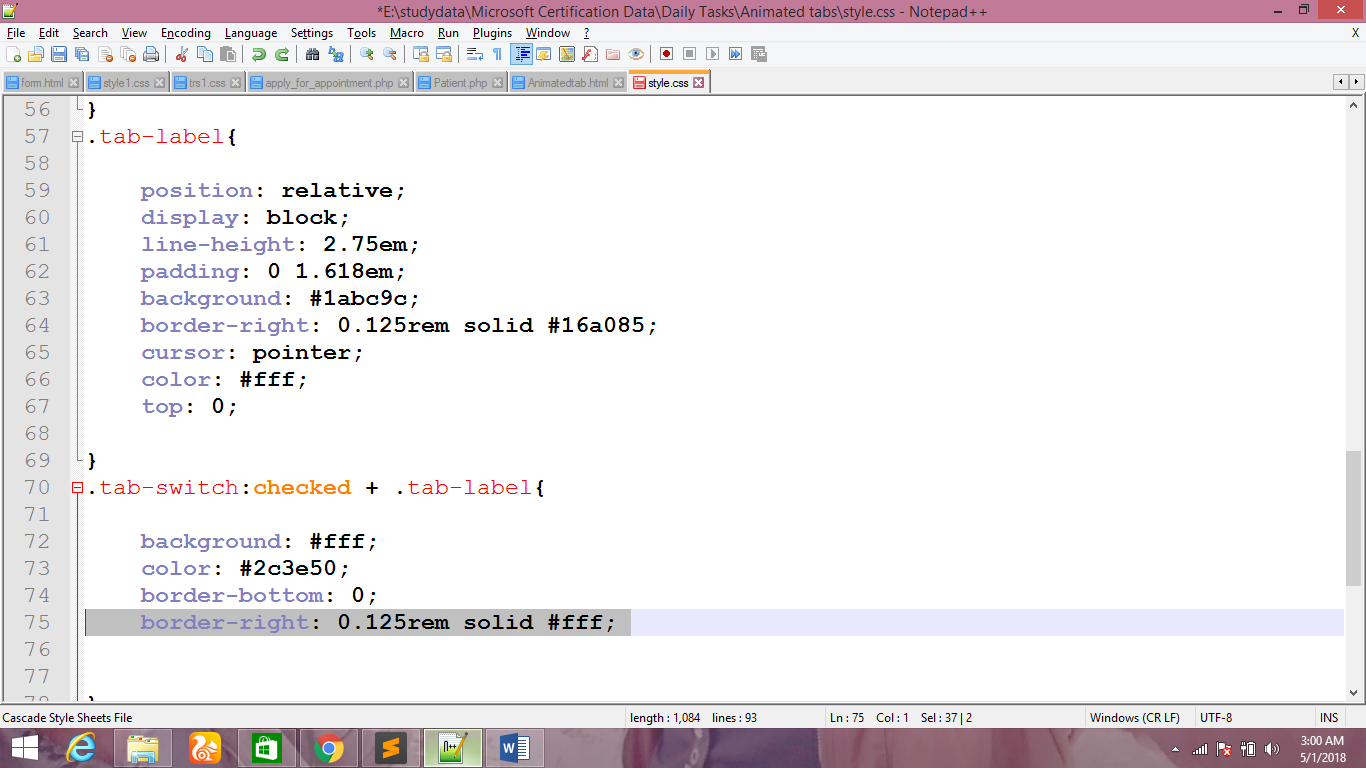 *E:\studydata\Microsoft Certification Data\Daily Tasks\Animated tabs\style.css - Notepad++
File Edit Search View Encoding Language Settings Tools Macro Run Plugins Window ? X
form.html style1.css trs1.css apply_for_appointment.php Patient.php Animatedtab.html style.css
56 }
57 .tab-label{
58
59 position: relative;
60 display: block;
61 line-height: 2.75em;
62 padding: 0 1.618em;
63 background: #1abc9c;
64 border-right: 0.125rem solid #16a085;
65 cursor: pointer;
66 color: #fff;
67 top: 0;
68
69 }
70 .tab-switch:checked + .tab-label{
71
72 background: #fff;
73 color: #2c3e50;
74 border-bottom: 0;
75 border-right: 0.125rem solid #fff;
76
77
Cascade Style Sheets File length : 1,084 lines : 93 Ln : 75 Col : 1 Sel : 37 | 2 Windows (CR LF) UTF-8 INS
3:00 AM
5/1/2018